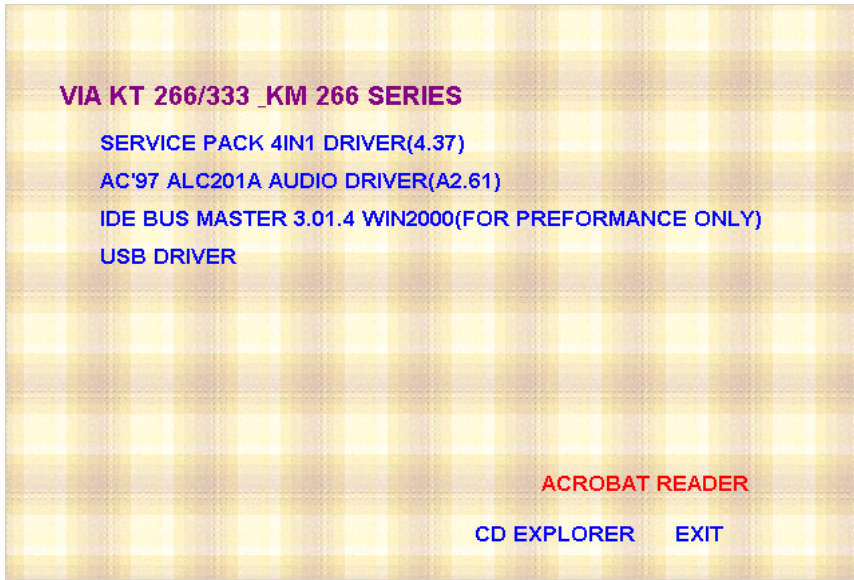 VIA KT 266/333 _KM 266 SERIES
SERVICE PACK 4IN1 DRIVER(4.37)
AC'97 ALC201A AUDIO DRIVER(A2.61)
IDE BUS MASTER 3.01.4 WIN2000(FOR PREFORMANCE ONLY)
USB DRIVER
ACROBAT READER
CD EXPLORER EXIT